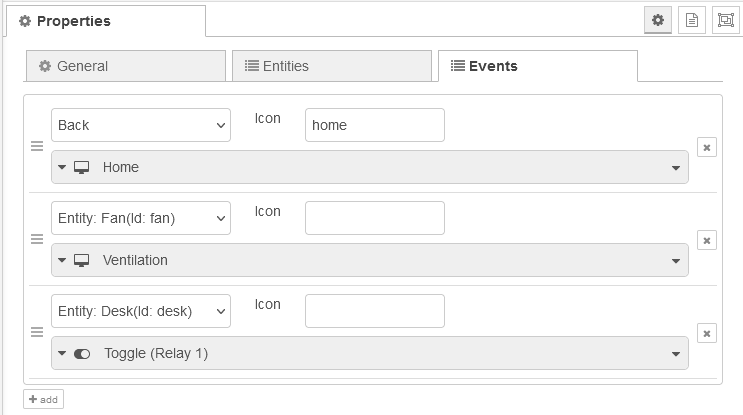 Properties
General
Entities
Events
Back
Icon
home
Home
Entity: Fan(Id: fan)
Icon
Ventilation
Entity: Desk(Id: desk)
Icon
Toggle (Relay 1)
add